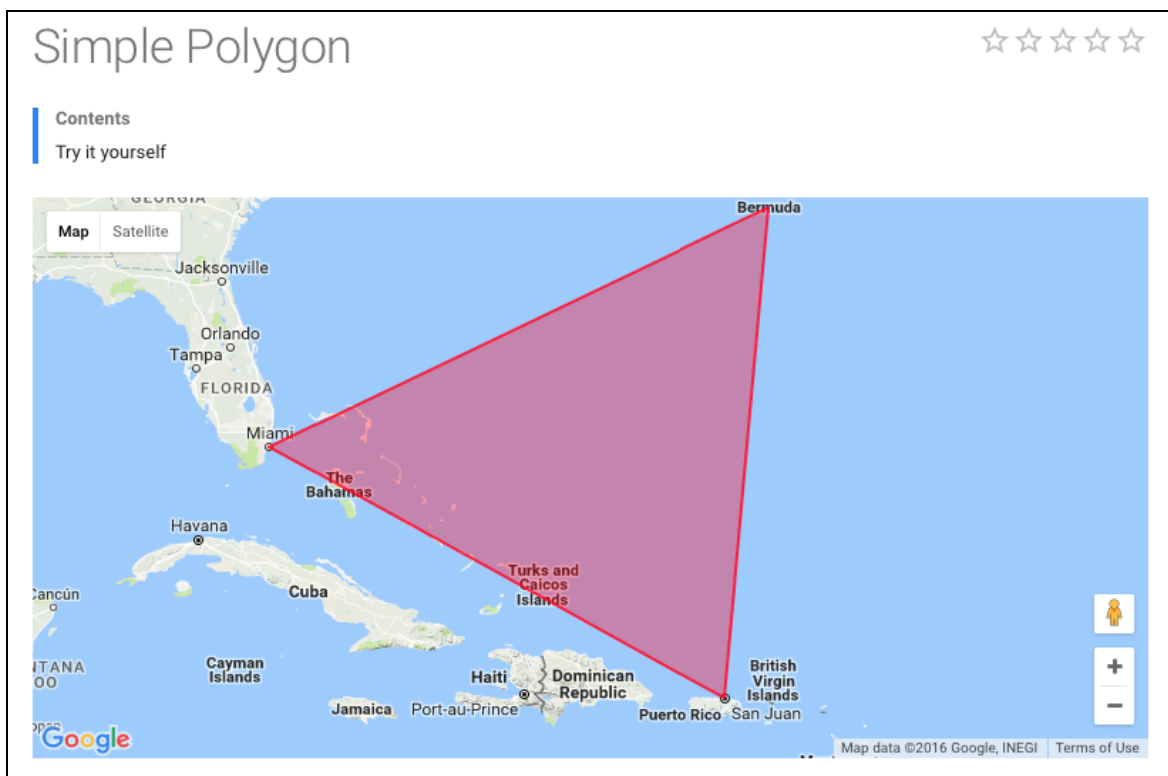 Simple Polygon
Contents
Try it yourself
GEORGIA
Bermuda
Map Satellite
Jacksonville
Orlando
Tampa
FLORIDA
Miami
The
Bahamas
Havana
Turks and
Caicos
Islands
Cuba
Cancún
Cayman
Islands
Haiti
Dominican
Republic
British
Virgin
Islands
Jamaica
Port-au-Prince
Puerto Rico
San Juan
+
−
Google
Map data ©2016 Google, INEGI Terms of Use